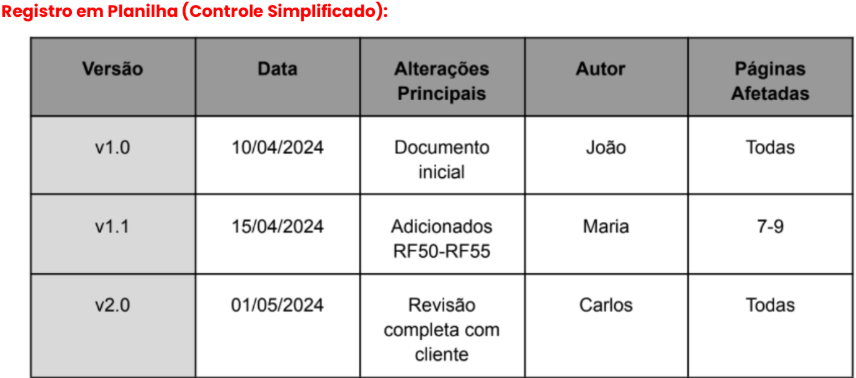 Registro em Planilha (Controle Simplificado):
Versão Data Alterações Autor Páginas
Principais Afetadas
v1.0 10/04/2024 Documento João Todas
inicial
v1.1 15/04/2024 Adicionados Maria 7-9
RF50-RF55
v2.0 01/05/2024 Revisão Carlos Todas
completa com
cliente